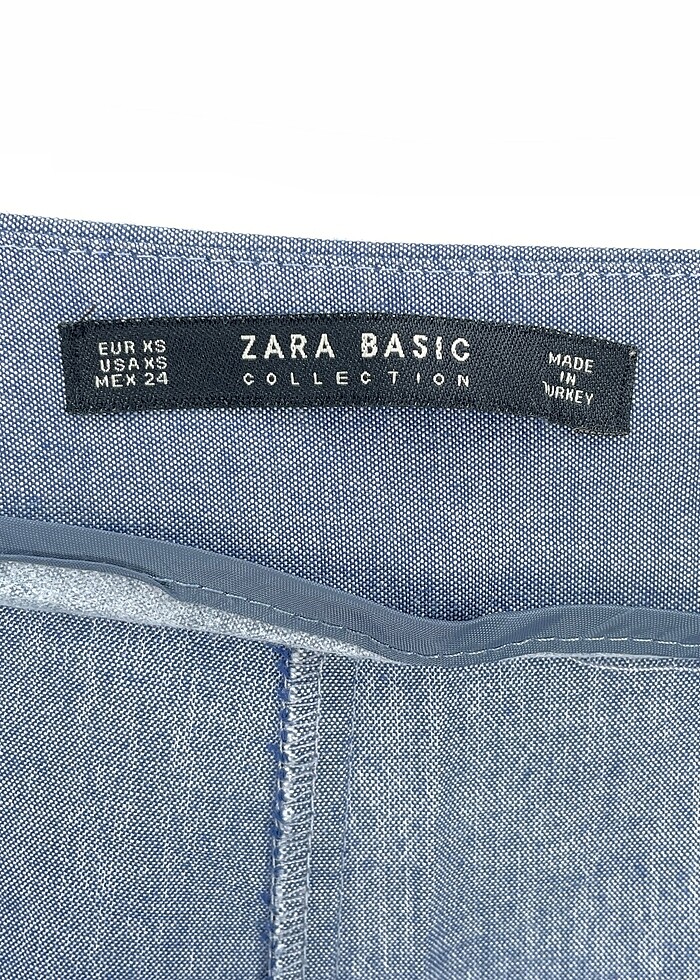 EUR XS
USA XS
MEX 24
ZARA BASIC
COLLECTION
MADE
IN
TURKEY